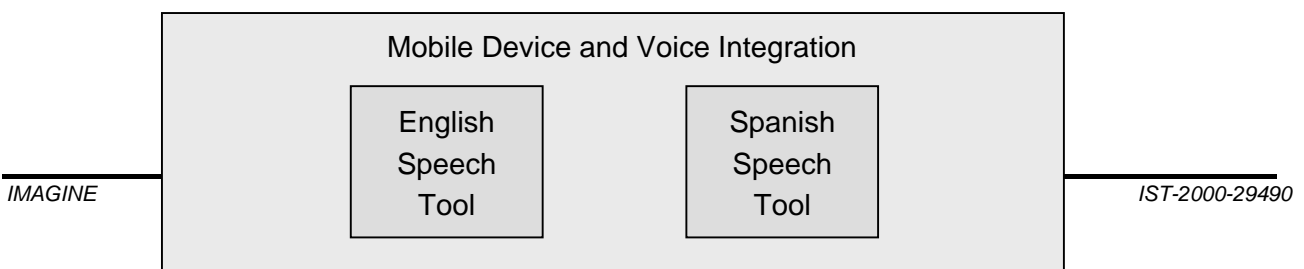 Mobile Device and Voice Integration
English
Speech
Tool
Spanish
Speech
Tool
IMAGINE
IST-2000-29490